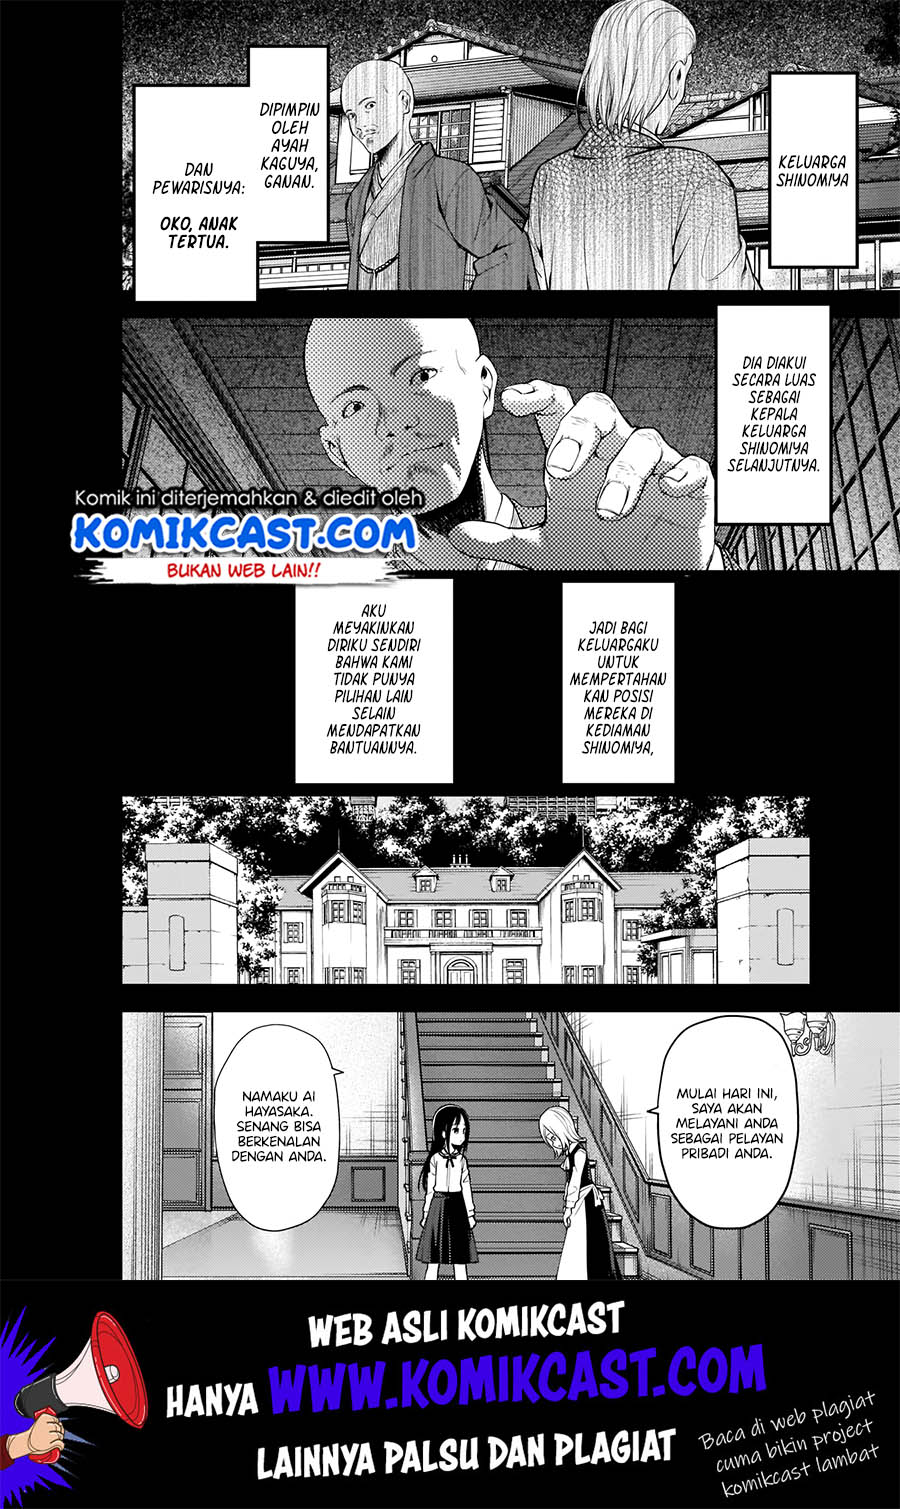 KELUARGA
SHINOMIYA
DIPIMPIN
OLEH
AYAH
KAGUYA,
GANAN.
DAN
PEWARISNYA:
OKO, ANAK
TERTUA.
DIA DIAKUI
SECARA LUAS
SEBAGAI
KEPALA
KELUARGA
SHINOMIYA
SELANJUTNYA.
Komik ini diterjemahkan & diedit oleh
KOMIKCAST.COM
BUKAN WEB LAIN!!
JADI BAGI
KELUARGAKU
UNTUK
MEMPERTAHAN
KAN POSISI
MEREKA DI
KEDIAMAN
SHINOMIYA,
AKU
MEYAKINKAN
DIRIKU SENDIRI
BAHWA KAMI
TIDAK PUNYA
PILIHAN LAIN
SELAIN
MENDAPATKAN
BANTUANNYA.
MULAI HARI INI,
SAYA AKAN
MELAYANI ANDA
SEBAGAI PELAYAN
PRIBADI ANDA.
NAMAKU AI
HAYASAKA.
SENANG BISA
BERKENALAN
DENGAN ANDA.
WEB ASLI KOMIKCAST
HANYA WWW.KOMIKCAST.COM
LAINNYA PALSU DAN PLAGIAT
Baca di web plagiat
cuma bikin project
komikcast lambat